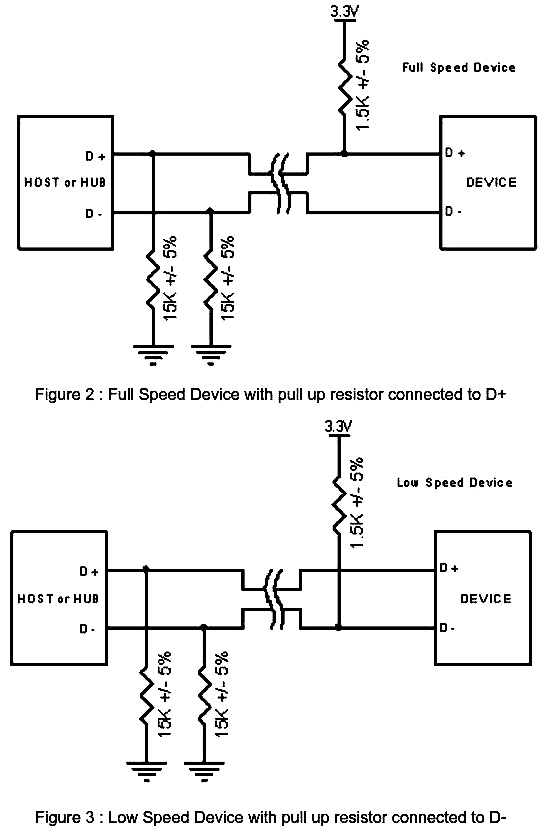 3.3V
1.5K +/- 5%
Full Speed Device
D +
D +
HOST or HUB
DEVICE
D -
D -
15K +/- 5%
15K +/- 5%
Figure 2 : Full Speed Device with pull up resistor connected to D+
3.3V
1.5K +/- 5%
Low Speed Device
D +
D +
HOST or HUB
DEVICE
D -
D -
15K +/- 5%
15K +/- 5%
Figure 3 : Low Speed Device with pull up resistor connected to D-